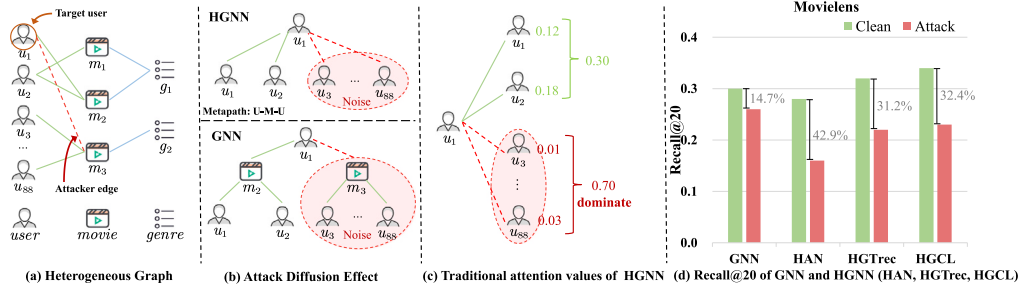 Target user
u1
m1
u2
g1
m2
u3
...
g2
m3
u88
Attacker edge
user
movie
genre
(a) Heterogeneous Graph
HGNN
u1
...
u1
u2
u3
u88
Noise
Metapath: U-M-U
GNN
u1
m2
m3
...
u1
u2
u3
u88
Noise
(b) Attack Diffusion Effect
u1
0.12
0.30
u2
0.18
u1
u3
0.01
0.70
dominate
u88
0.03
(c) Traditional attention values of HGNN
Movielens
Clean
Attack
Recall@20
0.4
0.3
0.2
0.1
0.0
14.7%
42.9%
31.2%
32.4%
GNN
HAN
HGTrec
HGCL
(d) Recall@20 of GNN and HGNN (HAN, HGTrec, HGCL)